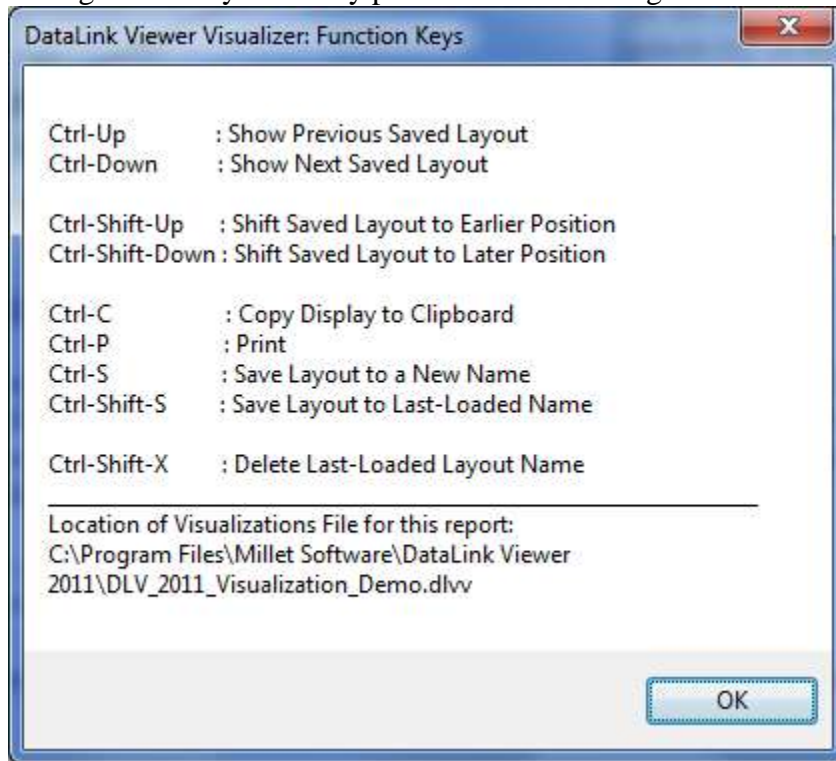 DataLink Viewer Visualizer: Function Keys
Ctrl-Up : Show Previous Saved Layout
Ctrl-Down : Show Next Saved Layout
Ctrl-Shift-Up : Shift Saved Layout to Earlier Position
Ctrl-Shift-Down : Shift Saved Layout to Later Position
Ctrl-C : Copy Display to Clipboard
Ctrl-P : Print
Ctrl-S : Save Layout to a New Name
Ctrl-Shift-S : Save Layout to Last-Loaded Name
Ctrl-Shift-X : Delete Last-Loaded Layout Name
Location of Visualizations File for this report:
C:\Program Files\Millet Software\DataLink Viewer
2011\DLV_2011_Visualization_Demo.dlvv
OK